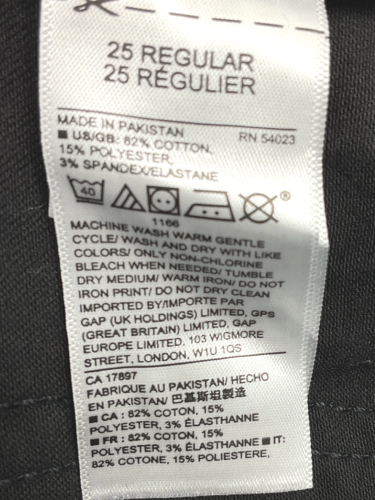 25 REGULAR
25 RÉGULIER
MADE IN PAKISTAN RN 54023
■ US/GB: 82% COTTON,
15% POLYESTER,
3% SPANDEX/ELASTANE
40
®
1166
MACHINE WASH WARM GENTLE
CYCLE/ WASH AND DRY WITH LIKE
COLORS/ ONLY NON-CHLORINE
BLEACH WHEN NEEDED/ TUMBLE
DRY MEDIUM/ WARM IRON/ DO NOT
IRON PRINT/ DO NOT DRY CLEAN
IMPORTED BY/IMPORTE PAR
GAP (UK HOLDINGS) LIMITED, GPS
(GREAT BRITAIN) LIMITED, GAP
EUROPE LIMITED, 103 WIGMORE
STREET, LONDON, W1U 1QS
CA 17897
FABRIQUE AU PAKISTAN/ HECHO
EN PAKISTAN/ 巴基斯坦製造
■ CA : 82% COTON, 15%
POLYESTER, 3% ÉLASTHANNE
■ FR : 82% COTON, 15%
POLYESTER, 3% ÉLASTHANNE ■ IT:
82% COTONE, 15% POLIESTERE,